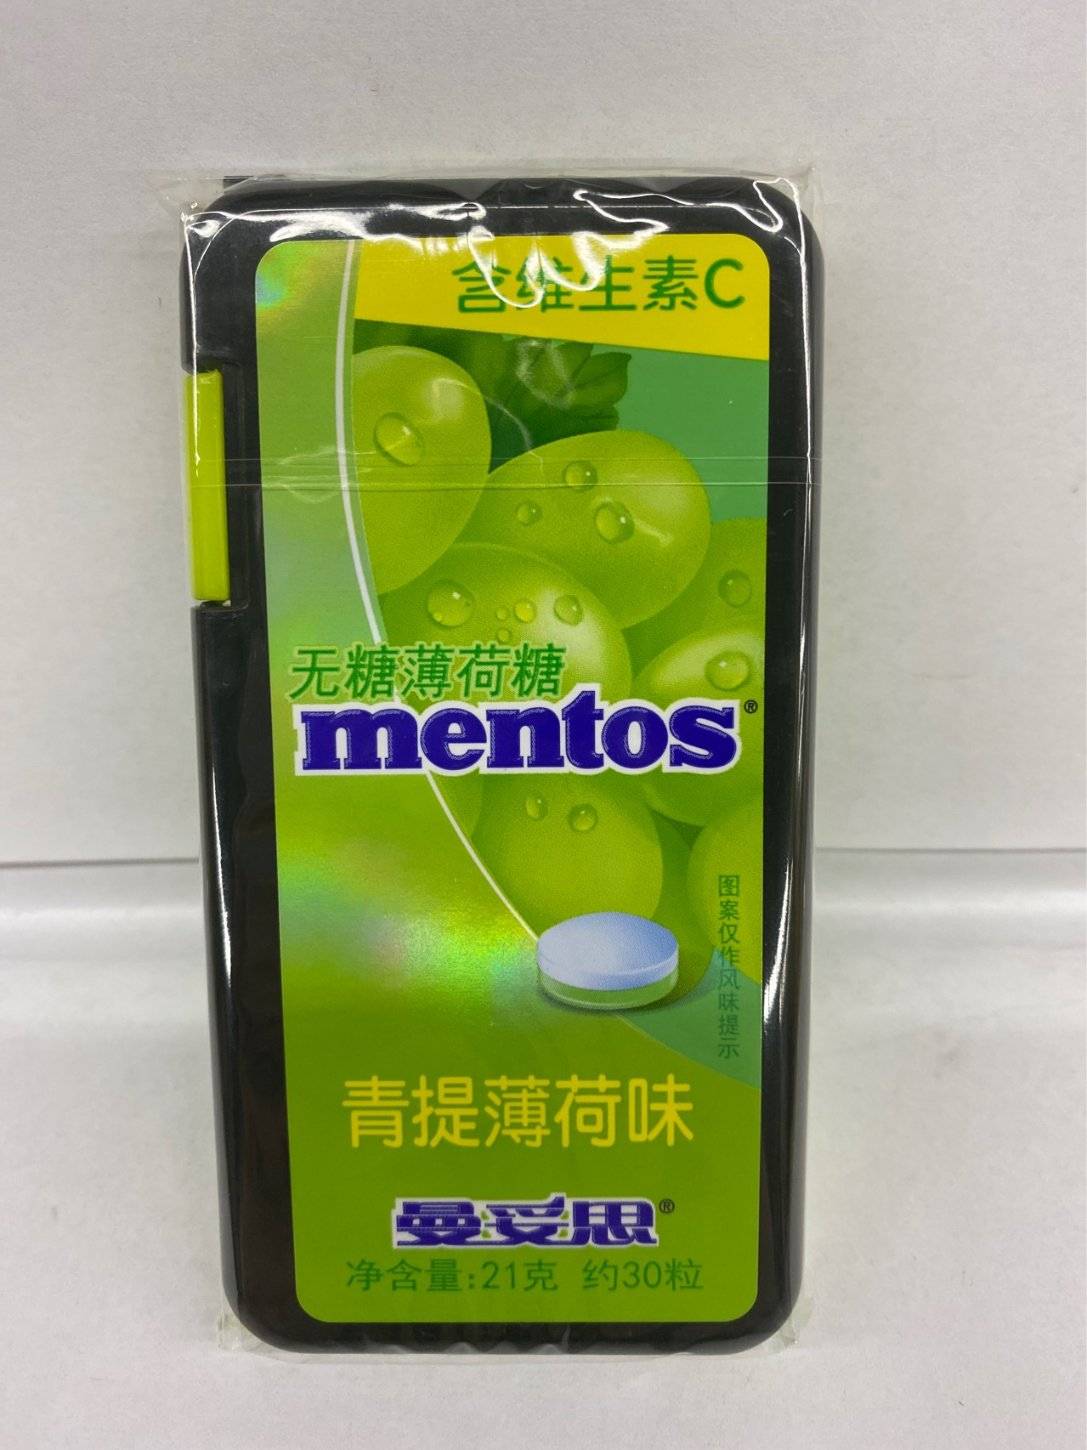 含维生素C
无糖薄荷糖
mentos®
图案仅作风味提示
青提薄荷味
曼妥思®
净含量:21克 约30粒